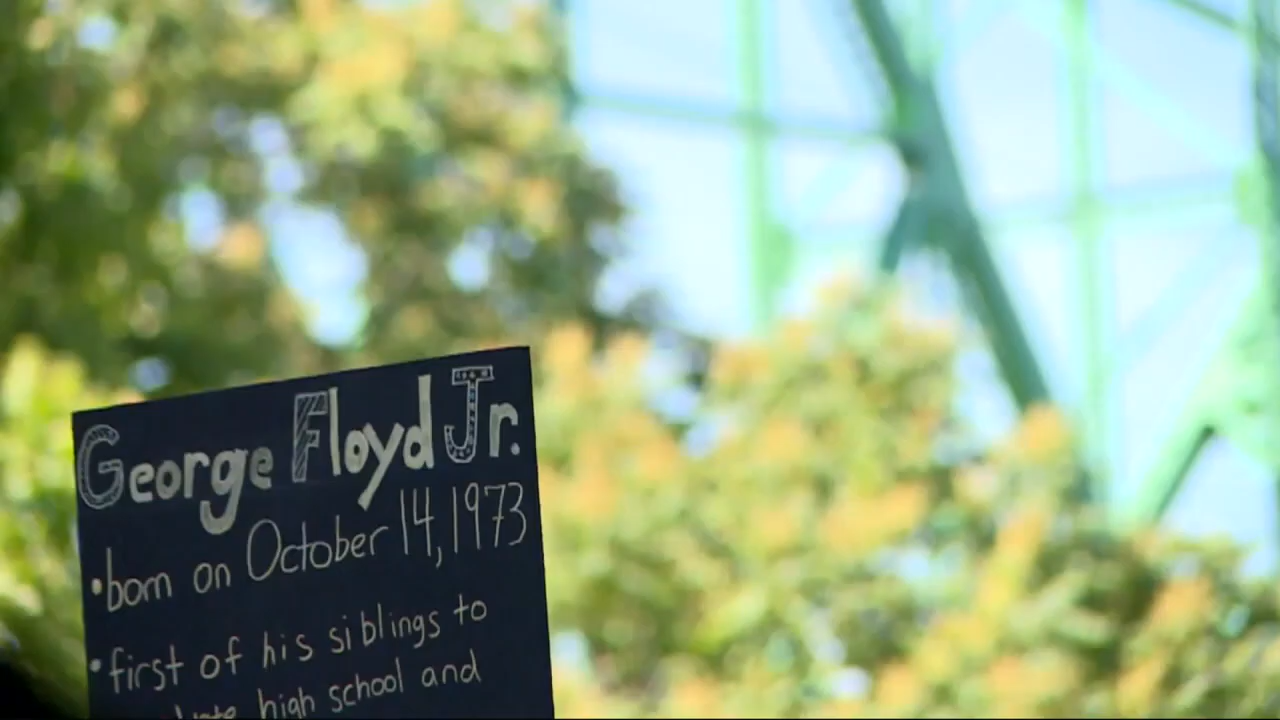 George Floyd Jr.
•born on October 14, 1973
•first of his siblings to
high school and